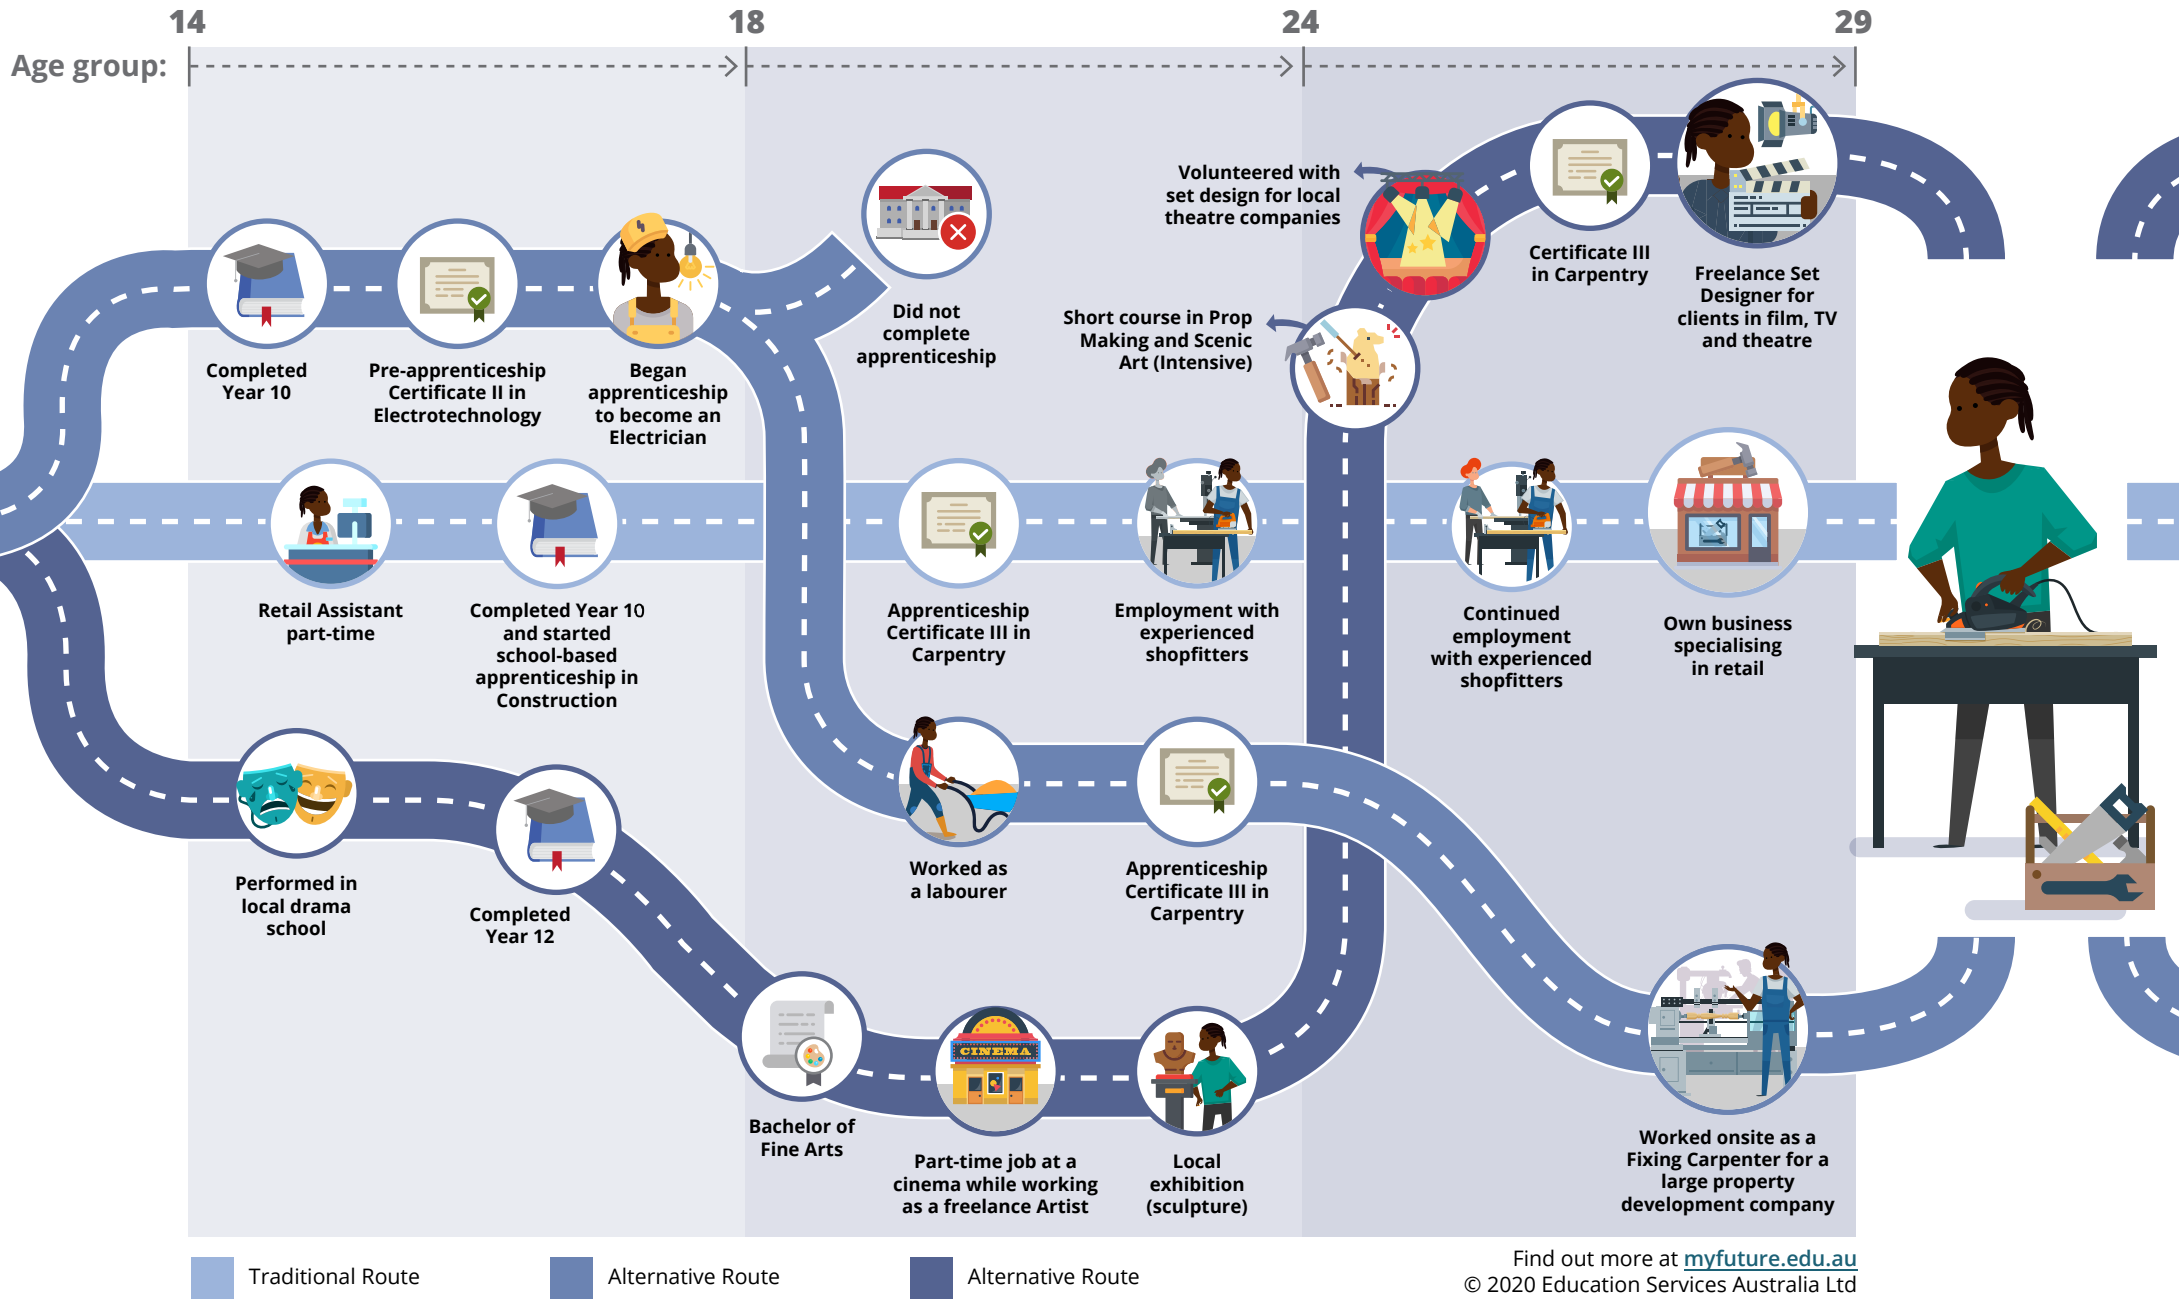 14
18
24
29
Age group:
Completed
Year 10
Pre-apprenticeship
Certificate II in
Electrotechnology
Began
apprenticeship
to become an
Electrician
Did not
complete
apprenticeship
Volunteered with
set design for local
theatre companies
Short course in Prop
Making and Scenic
Art (Intensive)
Certificate III
in Carpentry
Freelance Set
Designer for
clients in film, TV
and theatre
Retail Assistant
part-time
Completed Year 10
and started
school-based
apprenticeship in
Construction
Apprenticeship
Certificate III in
Carpentry
Employment with
experienced
shopfitters
Continued
employment
with experienced
shopfitters
Own business
specialising
in retail
Performed in
local drama
school
Completed
Year 12
Worked as
a labourer
Apprenticeship
Certificate III in
Carpentry
Bachelor of
Fine Arts
CINEMA
Part-time job at a
cinema while working
as a freelance Artist
Local
exhibition
(sculpture)
Worked onsite as a
Fixing Carpenter for a
large property
development company
Traditional Route
Alternative Route
Alternative Route
Find out more at myfuture.edu.au
© 2020 Education Services Australia Ltd